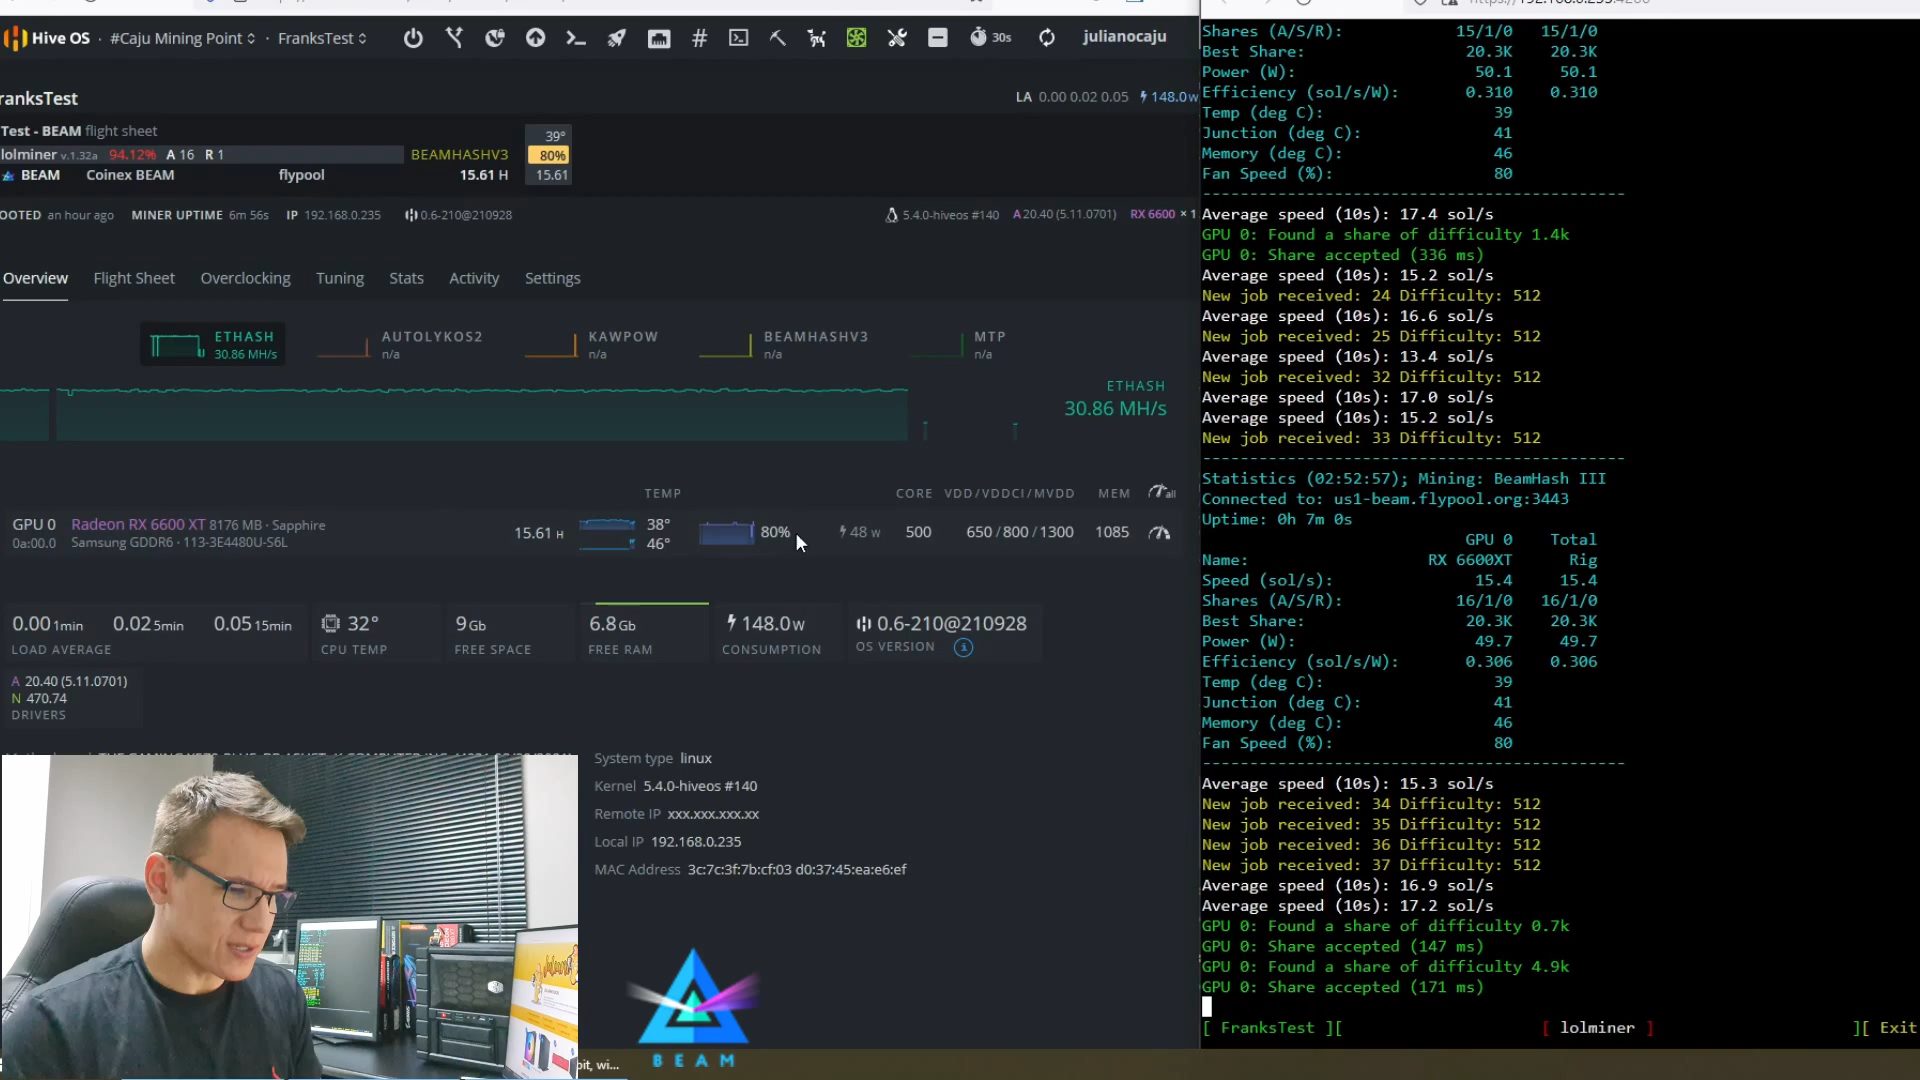 Hive OS · #Caju Mining Point · FranksTest 30s julianocaju
ranksTest
LA 0.00 0.02 0.05 148.0w
Test - BEAM flight sheet
39°
lolminer v.1.32a 94.12% A 16 R 1 BEAMHASHV3 80%
BEAM Coinex BEAM flypool 15.61 H 15.61
OOTED an hour ago MINER UPTIME 6m 56s IP 192.168.0.235 0.6-210@210928 5.4.0-hiveos #140 A 20.40 (5.11.0701) RX 6600 × 1
Overview Flight Sheet Overclocking Tuning Stats Activity Settings
ETHASH AUTOLYKOS2 KAWPOW BEAMHASHV3 MTP
30.86 MH/s n/a n/a n/a n/a
ETHASH
30.86 MH/s
TEMP CORE VDD/VDDCI/MVDD MEM all
GPU 0 Radeon RX 6600 XT 8176 MB · Sapphire 15.61 H 38° 80% 48 w 500 650 / 800 / 1300 1085
0a:00.0 Samsung GDDR6 · 113-3E4480U-S6L 46°
0.00 1min 0.02 5min 0.05 15min 32° 9 Gb 6.8 Gb 148.0 w 0.6-210@210928
LOAD AVERAGE CPU TEMP FREE SPACE FREE RAM CONSUMPTION OS VERSION
A 20.40 (5.11.0701)
N 470.74
DRIVERS
System type linux
Kernel 5.4.0-hiveos #140
Remote IP xxx.xxx.xxx.xx
Local IP 192.168.0.235
MAC Address 3c:7c:3f:7b:cf:03 d0:37:45:ea:e6:ef
BEAM
bit, wi...
Shares (A/S/R): 15/1/0 15/1/0
Best Share: 20.3K 20.3K
Power (W): 50.1 50.1
Efficiency (sol/s/W): 0.310 0.310
Temp (deg C): 39
Junction (deg C): 41
Memory (deg C): 46
Fan Speed (%): 80
Average speed (10s): 17.4 sol/s
GPU 0: Found a share of difficulty 1.4k
GPU 0: Share accepted (336 ms)
Average speed (10s): 15.2 sol/s
New job received: 24 Difficulty: 512
Average speed (10s): 16.6 sol/s
New job received: 25 Difficulty: 512
Average speed (10s): 13.4 sol/s
New job received: 32 Difficulty: 512
Average speed (10s): 17.0 sol/s
Average speed (10s): 15.2 sol/s
New job received: 33 Difficulty: 512
Statistics (02:52:57); Mining: BeamHash III
Connected to: us1-beam.flypool.org:3443
Uptime: 0h 7m 0s
GPU 0 Total
Name: RX 6600XT Rig
Speed (sol/s): 15.4 15.4
Shares (A/S/R): 16/1/0 16/1/0
Best Share: 20.3K 20.3K
Power (W): 49.7 49.7
Efficiency (sol/s/W): 0.306 0.306
Temp (deg C): 39
Junction (deg C): 41
Memory (deg C): 46
Fan Speed (%): 80
Average speed (10s): 15.3 sol/s
New job received: 34 Difficulty: 512
New job received: 35 Difficulty: 512
New job received: 36 Difficulty: 512
New job received: 37 Difficulty: 512
Average speed (10s): 16.9 sol/s
Average speed (10s): 17.2 sol/s
GPU 0: Found a share of difficulty 0.7k
GPU 0: Share accepted (147 ms)
GPU 0: Found a share of difficulty 4.9k
GPU 0: Share accepted (171 ms)
[ FranksTest ][ [ lolminer ] ][ Exit